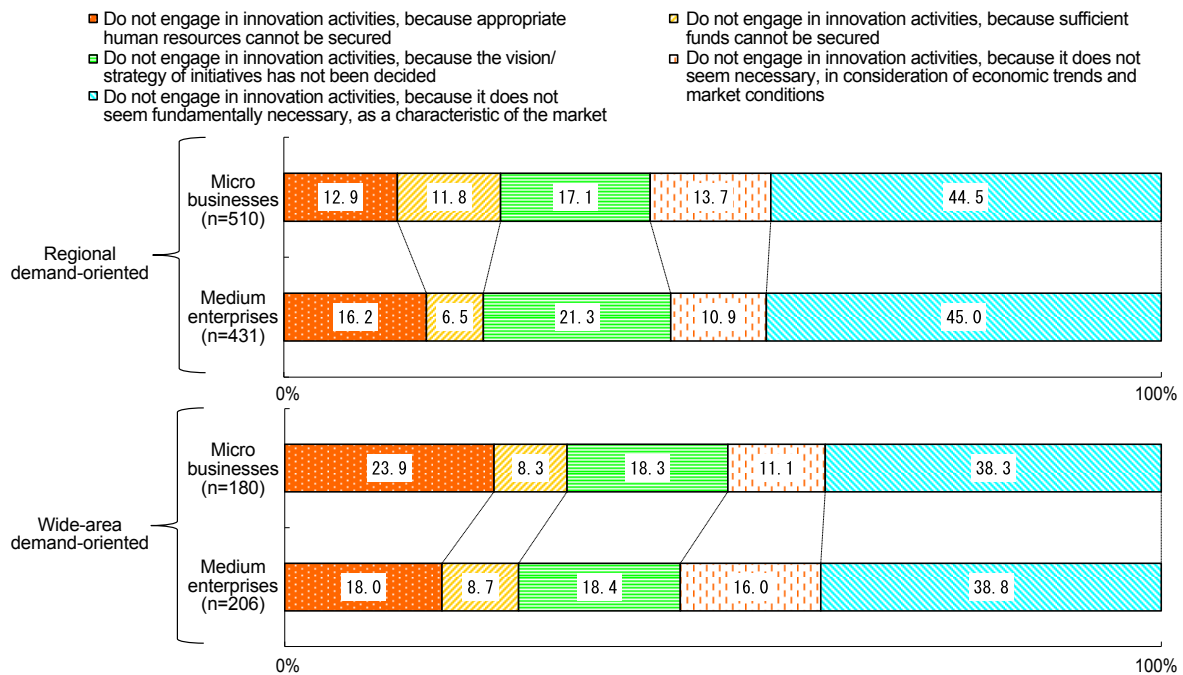 Do not engage in innovation activities, because appropriate
human resources cannot be secured
Do not engage in innovation activities, because sufficient
funds cannot be secured
Do not engage in innovation activities, because the vision/
strategy of initiatives has not been decided
Do not engage in innovation activities, because it does not
seem necessary, in consideration of economic trends and
market conditions
Do not engage in innovation activities, because it does not
seem fundamentally necessary, as a characteristic of the market
Regional
demand-oriented
Micro
businesses
(n=510)
12.9
11.8
17.1
13.7
44.5
Medium
enterprises
(n=431)
16.2
6.5
21.3
10.9
45.0
0%
100%
Wide-area
demand-oriented
Micro
businesses
(n=180)
23.9
8.3
18.3
11.1
38.3
Medium
enterprises
(n=206)
18.0
8.7
18.4
16.0
38.8
0%
100%